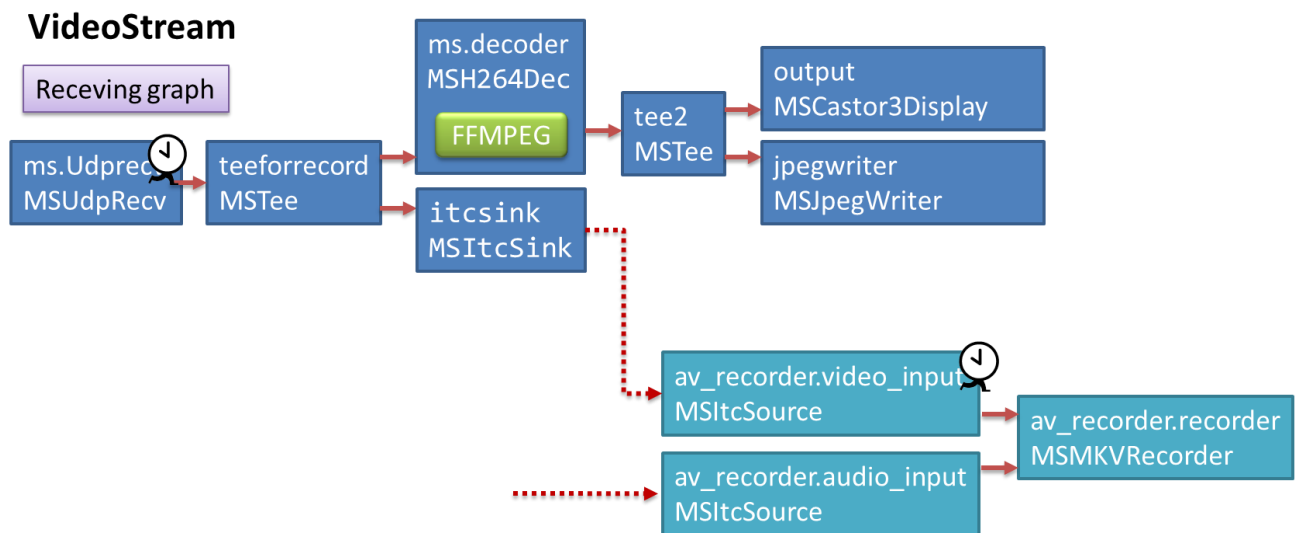 VideoStream
Receving graph
ms.Udprec
MSUdpRecv
teeforrecord
MSTee
ms.decoder
MSH264Dec
FFMPEG
itcsink
MSItcSink
tee2
MSTee
output
MSCastor3Display
jpegwriter
MSJpegWriter
av_recorder.video_input
MSItcSource
av_recorder.audio_input
MSItcSource
av_recorder.recorder
MSMKVRecorder